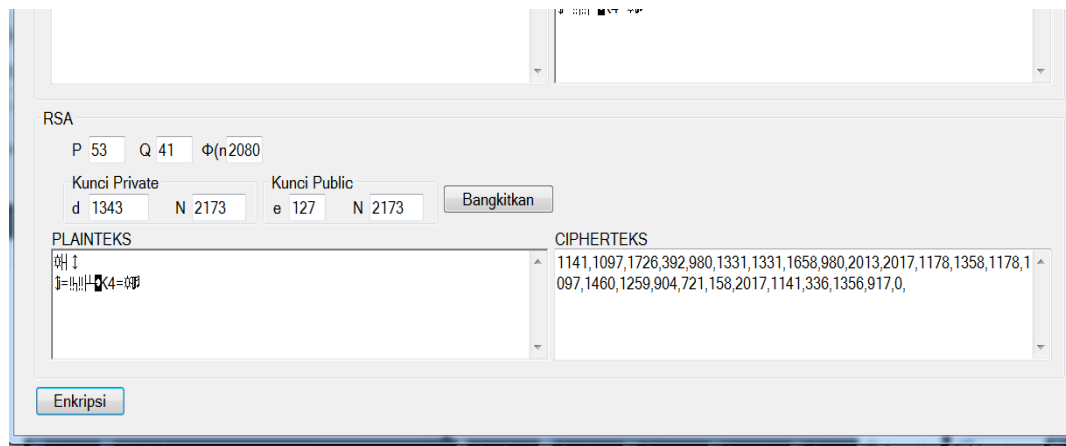 RSA
P 53 Q 41 Φ(n 2080
Kunci Private
d 1343 N 2173
Kunci Public
e 127 N 2173
Bangkitkan
PLAINTEKS
CIPHERTEKS
1141,1097,1726,392,980,1331,1331,1658,980,2013,2017,1178,1358,1178,1
097,1460,1259,904,721,158,2017,1141,336,1356,917,0,
Enkripsi